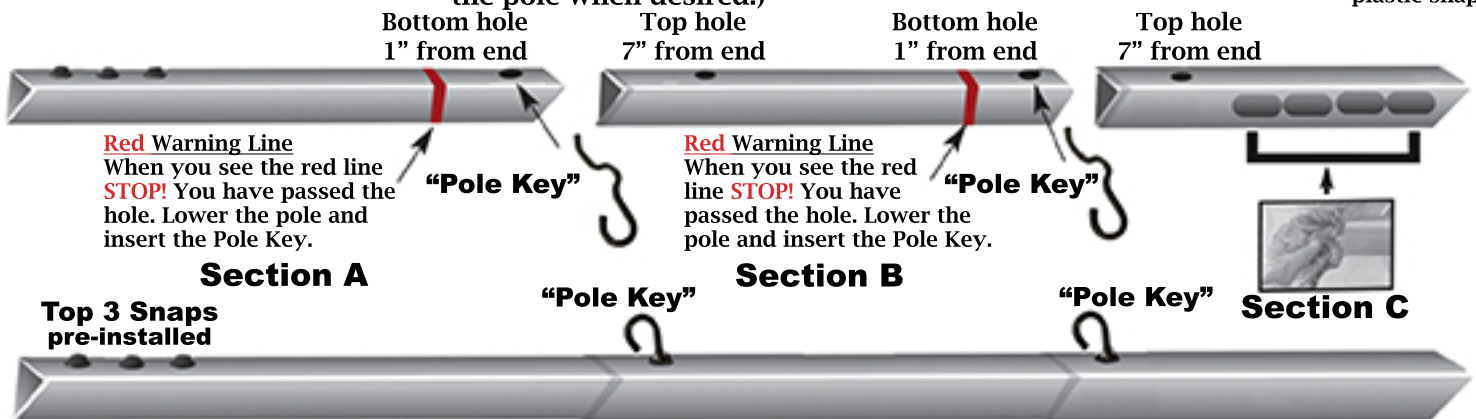 the pole when desired.)
Bottom hole
1” from end
Top hole
7” from end
Bottom hole
1” from end
Top hole
7” from end
Red Warning Line
When you see the red line
STOP! You have passed the
hole. Lower the pole and
insert the Pole Key.
“Pole Key”
Section A
Red Warning Line
When you see the red
line STOP! You have
passed the hole. Lower the
pole and insert the Pole Key.
“Pole Key”
Section B
Section C
Top 3 Snaps
pre-installed
“Pole Key”
“Pole Key”